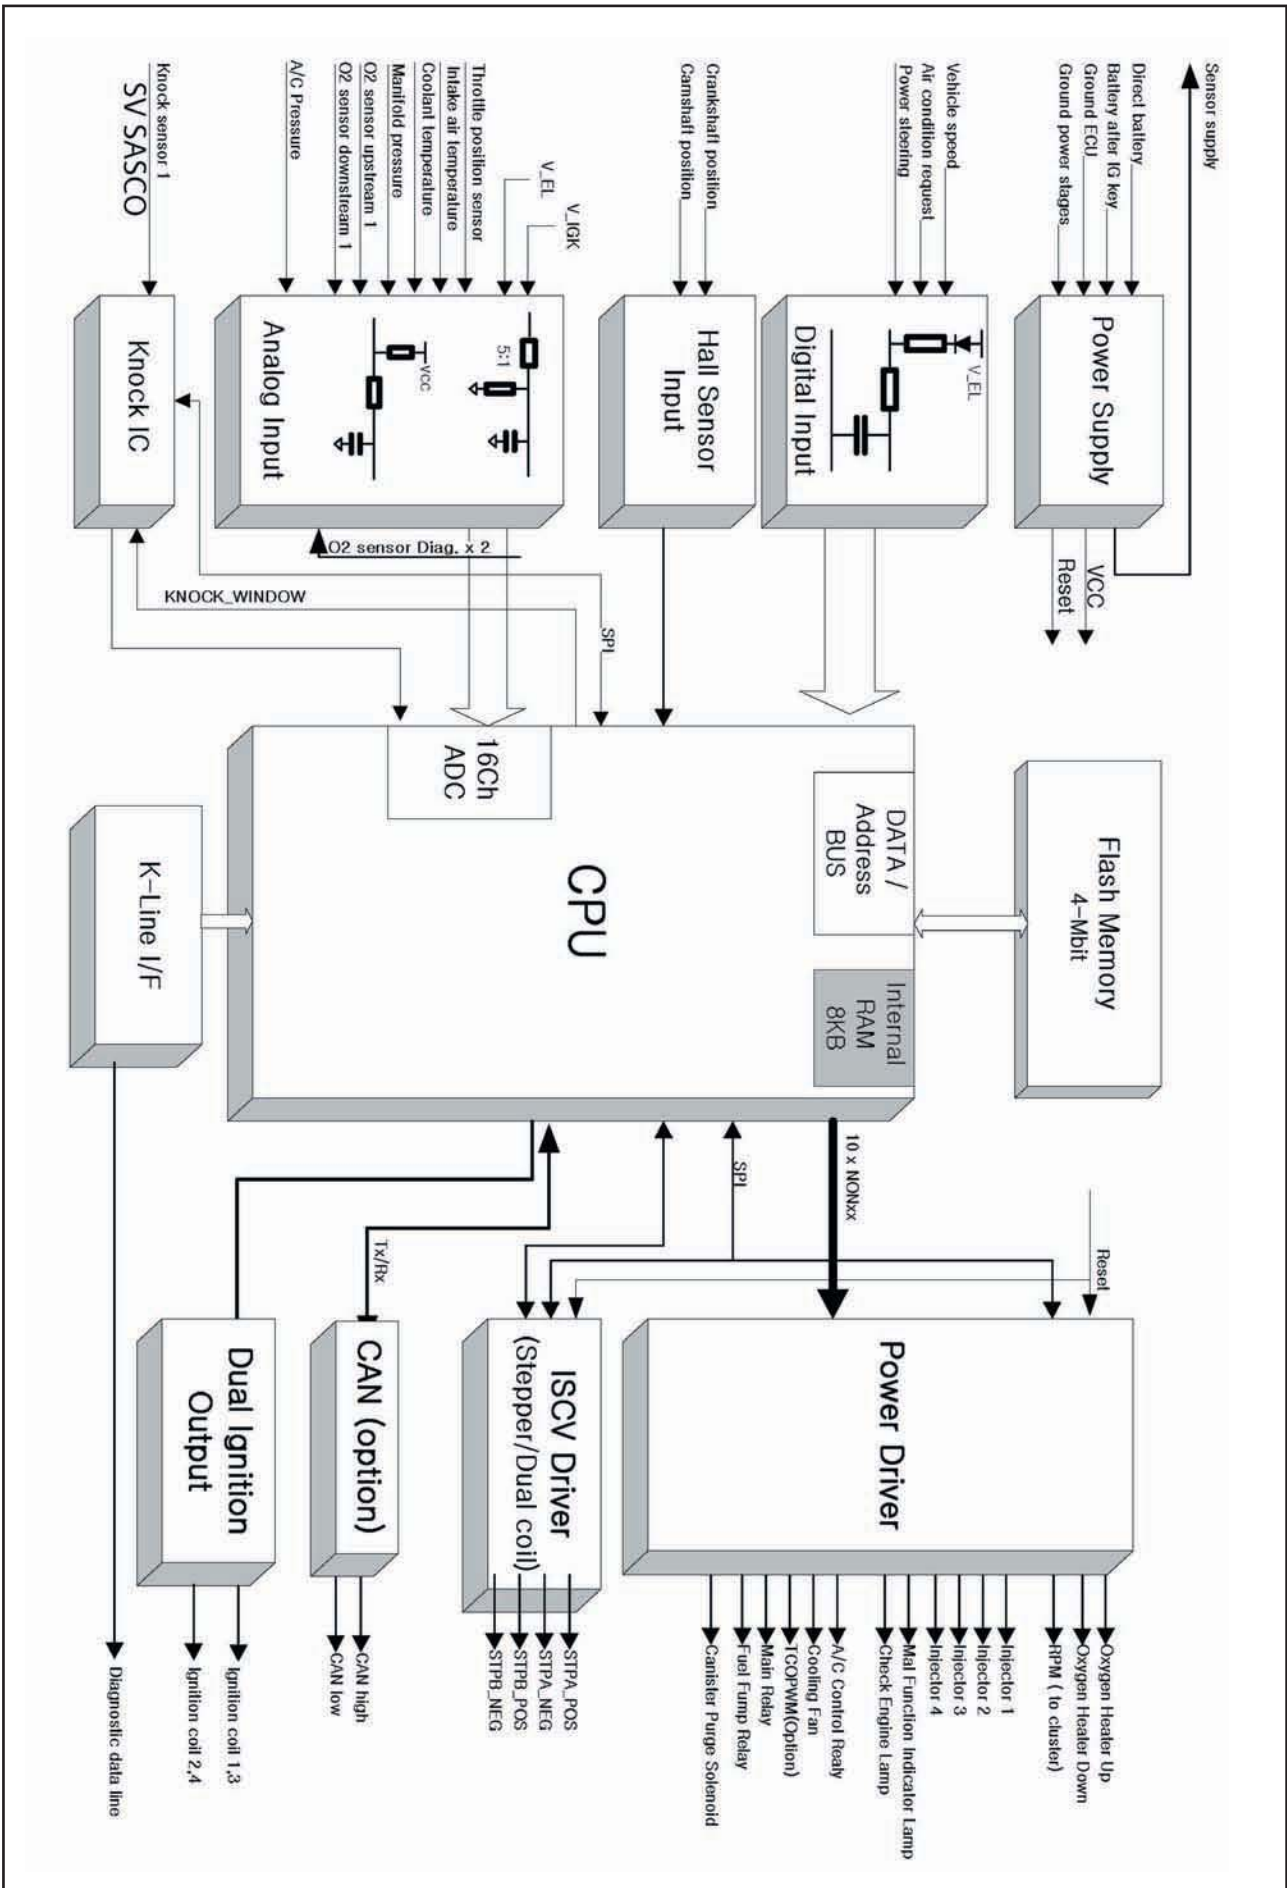 Sensor supply
Direct battery
Battery after IG key
Ground ECU
Ground power stages
Power Supply
VCC
Reset
Vehicle speed
Air condition request
Power steering
V_EL
Digital Input
Crankshaft position
Camshaft position
Hall Sensor
Input
V_IGK
V_EL
Throttle position sensor
Intake air temperature
Coolant temperature
Manifold pressure
O2 sensor upstream 1
O2 sensor downstream 1
A/C Pressure
5:1
VCC
Analog Input
O2 sensor Diag. x 2
Knock sensor 1
SV SASCO
Knock IC
KNOCK_WINDOW
SPI
Flash Memory
4-Mbit
DATA /
Address
BUS
Internal
RAM
8KB
16Ch
ADC
CPU
K-Line I/F
10 x NONxx
SPI
Reset
Tx/Rx
Power Driver
Oxygen Heater Up
Oxygen Healer Down
RPM ( to cluster)
Injector 1
Injector 2
Injector 3
Injector 4
Mal Function Indicator Lamp
Check Engine Lamp
A/C Control Realy
Cooling Fan
TCOPWM(Option)
Main Relay
Fuel Fump Relay
Canister Purge Solenoid
ISCV Driver
(Stepper/Dual coil)
STPA_POS
STPA_NEG
STPB_POS
STPB_NEG
CAN (option)
CAN high
CAN low
Dual Ignition
Output
Ignition coil 1,3
Ignition coil 2,4
Diagnostic data line